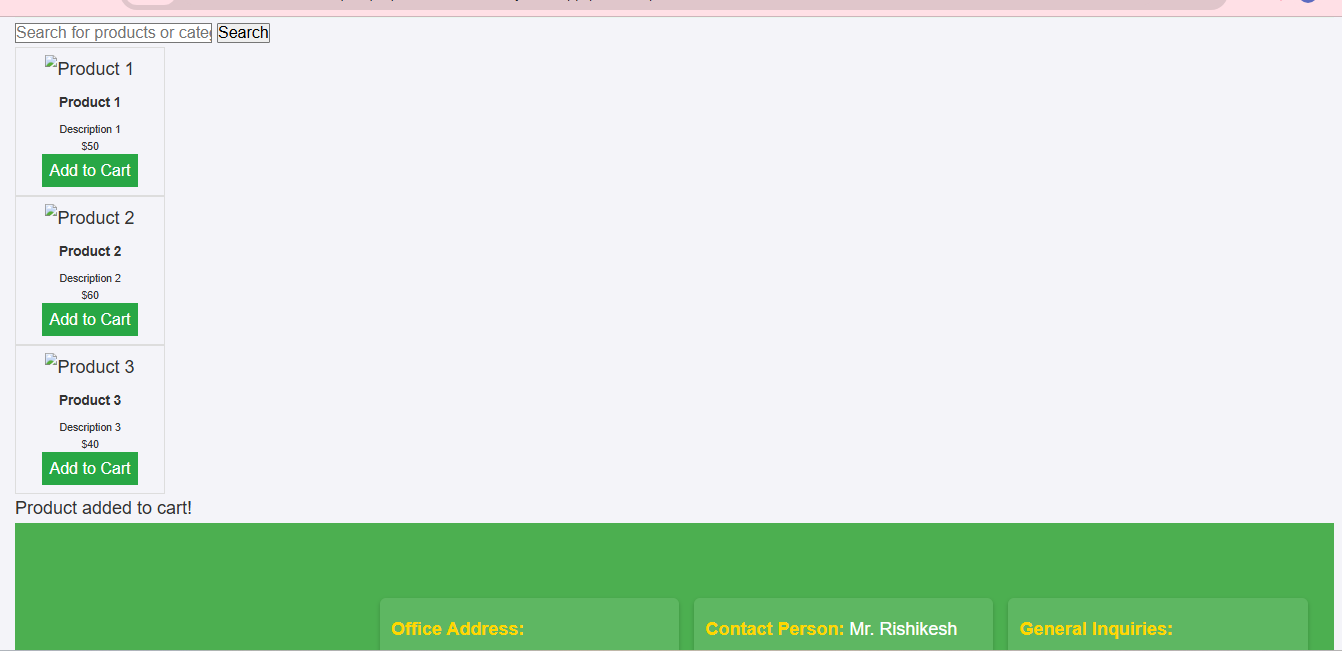 Search for products or categ Search
Product 1
Product 1
Description 1
$50
Add to Cart
Product 2
Product 2
Description 2
$60
Add to Cart
Product 3
Product 3
Description 3
$40
Add to Cart
Product added to cart!
Office Address:
Contact Person: Mr. Rishikesh
General Inquiries: